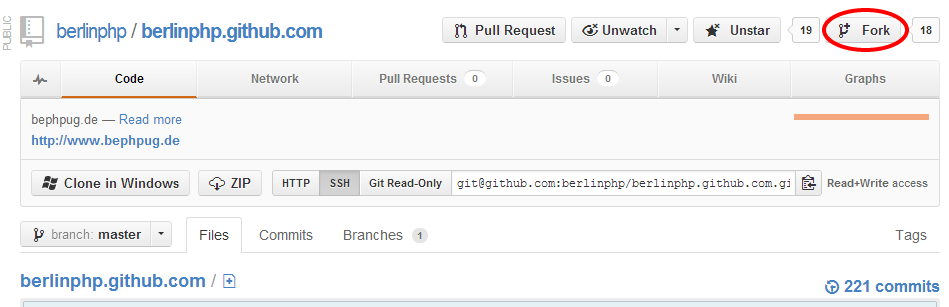 PUBLIC
berlinphp / berlinphp.github.com
Pull Request
Unwatch
Unstar
19
Fork
18
Code
Network
Pull Requests 0
Issues 0
Wiki
Graphs
bephpug.de — Read more
http://www.bephpug.de
Clone in Windows
ZIP
HTTP
SSH
Git Read-Only
git@github.com:berlinphp/berlinphp.github.com.gi
Read+Write access
branch: master
Files
Commits
Branches 1
Tags
berlinphp.github.com /
221 commits